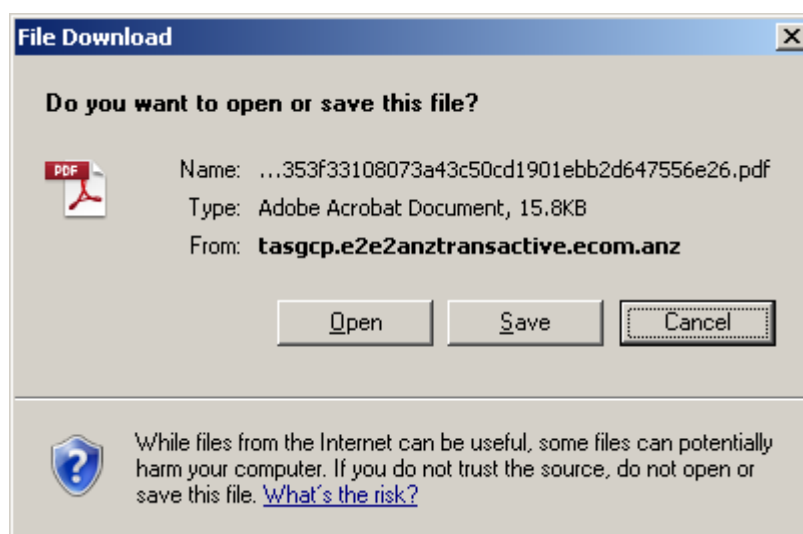 File Download
Do you want to open or save this file?
PDF
Name: ...353f33108073a43c50cd1901ebb2d647556e26.pdf
Type: Adobe Acrobat Document, 15.8KB
From: tasgcp.e2e2anztransactive.ecom.anz
Open Save Cancel
While files from the Internet can be useful, some files can potentially
harm your computer. If you do not trust the source, do not open or
save this file. What's the risk?